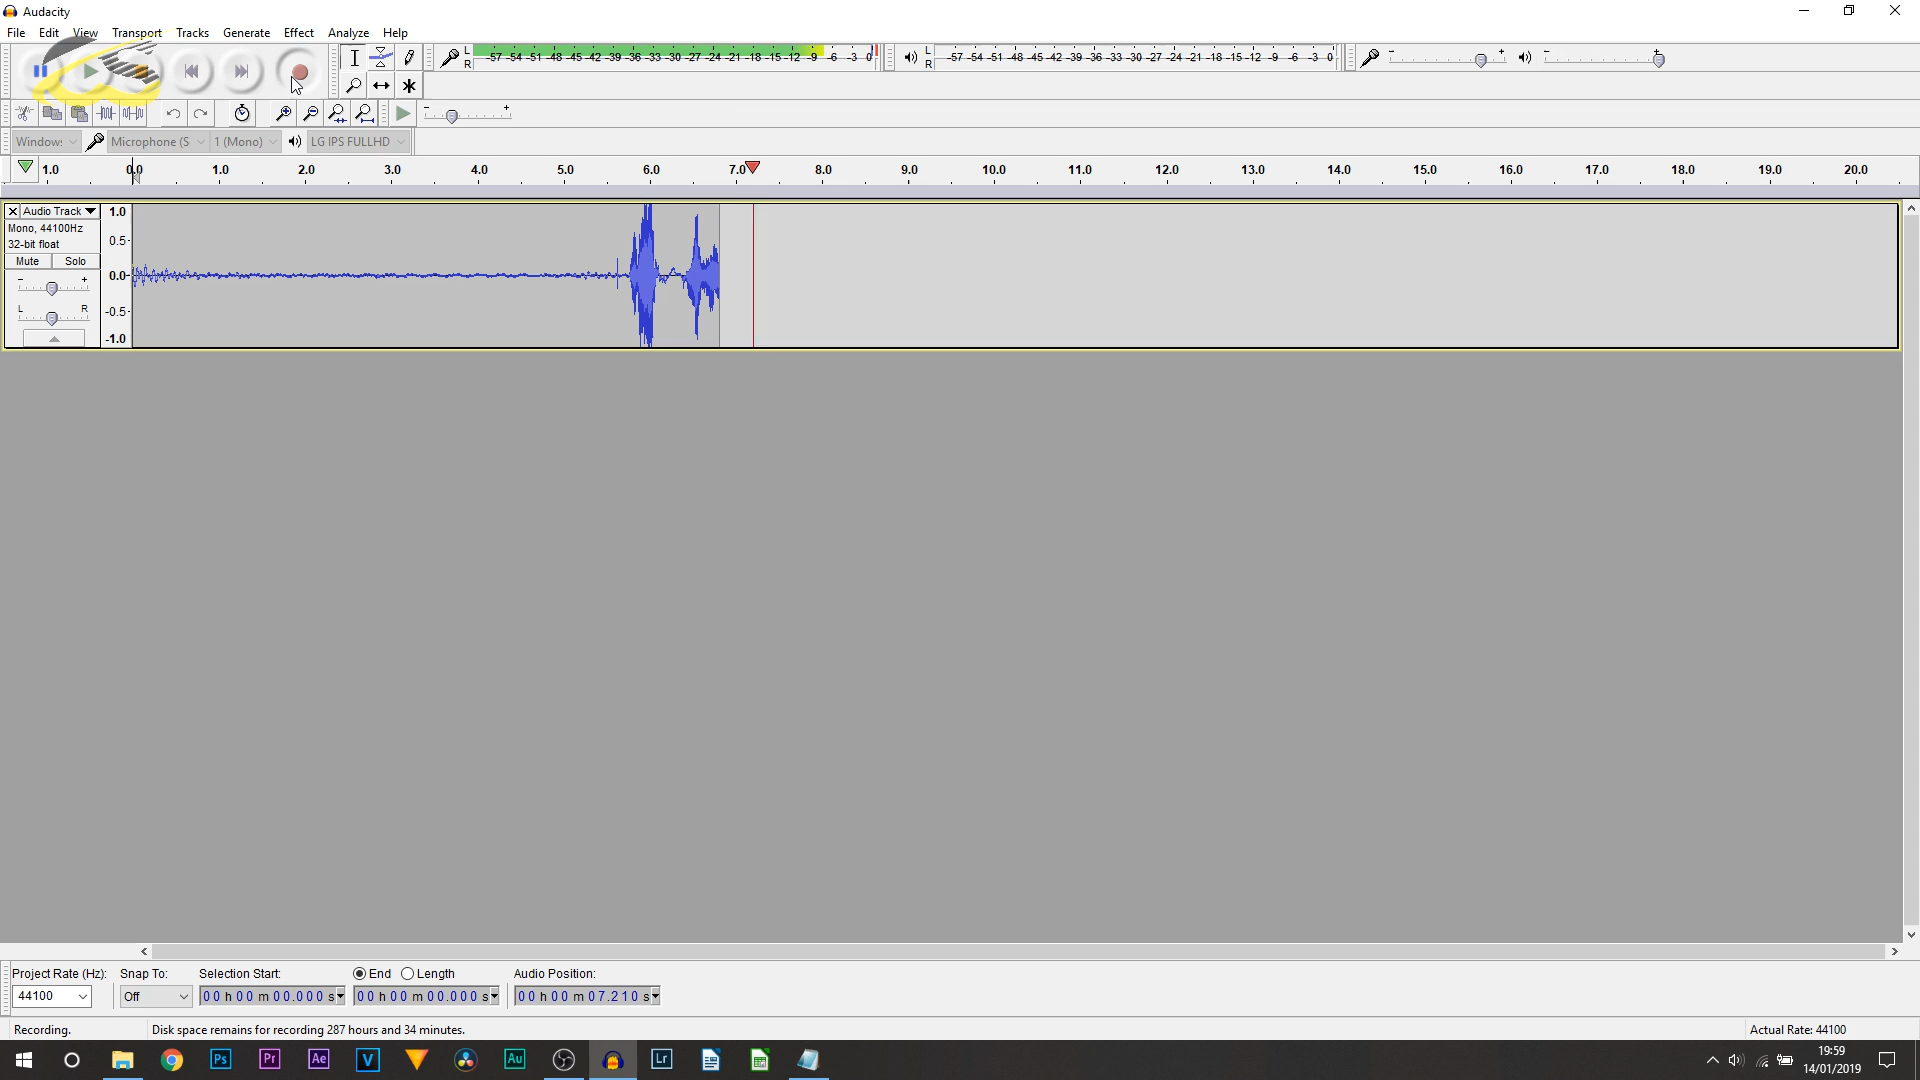 Audacity
File Edit View Transport Tracks Generate Effect Analyze Help
L R -57 -54 -51 -48 -45 -42 -39 -36 -33 -30 -27 -24 -21 -18 -15 -12 -9 -6 -3 0 L R -57 -54 -51 -48 -45 -42 -39 -36 -33 -30 -27 -24 -21 -18 -15 -12 -9 -6 -3 0 - + - +
- +
Windows Microphone (S 1 (Mono) LG IPS FULLHD
1.0 0.0 1.0 2.0 3.0 4.0 5.0 6.0 7.0 8.0 9.0 10.0 11.0 12.0 13.0 14.0 15.0 16.0 17.0 18.0 19.0 20.0
X Audio Track 1.0
Mono, 44100Hz
32-bit float 0.5
Mute Solo
- + 0.0
L R -0.5
-1.0
Project Rate (Hz): Snap To: Selection Start: End Length Audio Position:
44100 Off 00 h 00 m 00.000 s 00 h 00 m 00.000 s 00 h 00 m 07.210 s
Recording. Disk space remains for recording 287 hours and 34 minutes. Actual Rate: 44100
Ps Pr Ae V Au Lr
19:59
14/01/2019